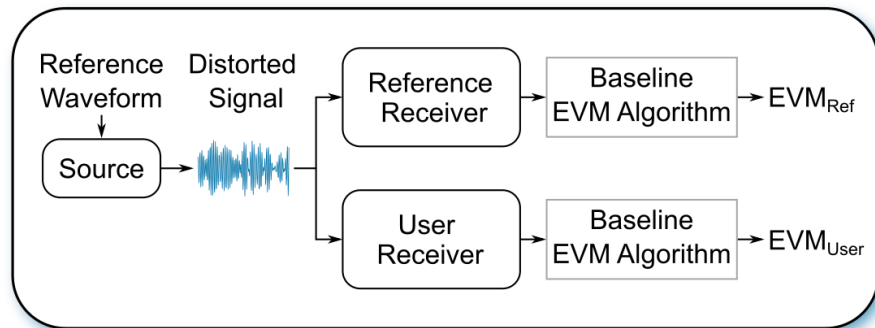 Reference
Waveform
Source
Distorted
Signal
Reference
Receiver
Baseline
EVM Algorithm
EVMRef
User
Receiver
Baseline
EVM Algorithm
EVMUser